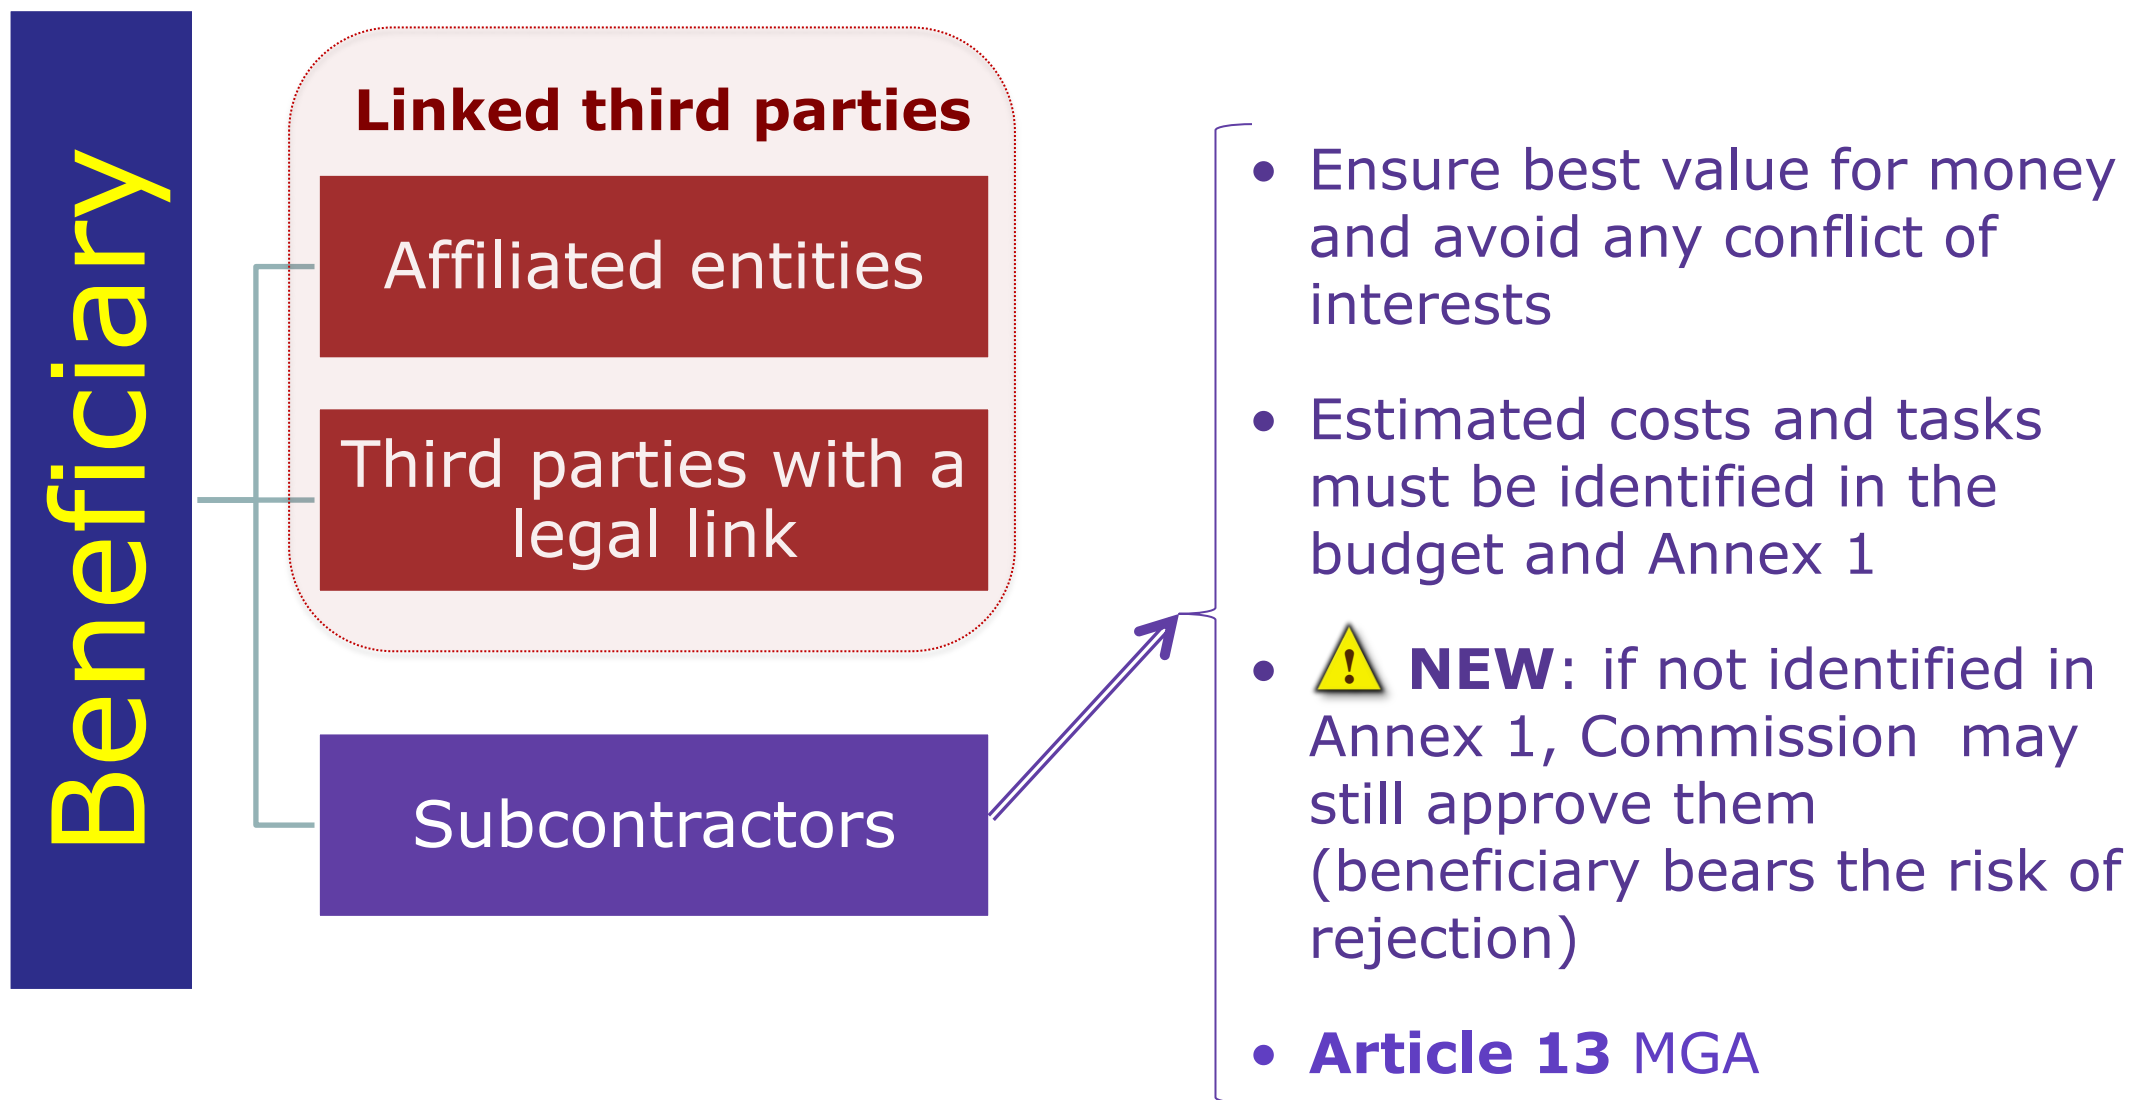 Beneficiary
Linked third parties
Affiliated entities
Third parties with a
legal link
Subcontractors
• Ensure best value for money
and avoid any conflict of
interests
• Estimated costs and tasks
must be identified in the
budget and Annex 1
• ! NEW: if not identified in
Annex 1, Commission  may
still approve them
(beneficiary bears the risk of
rejection)
• Article 13 MGA